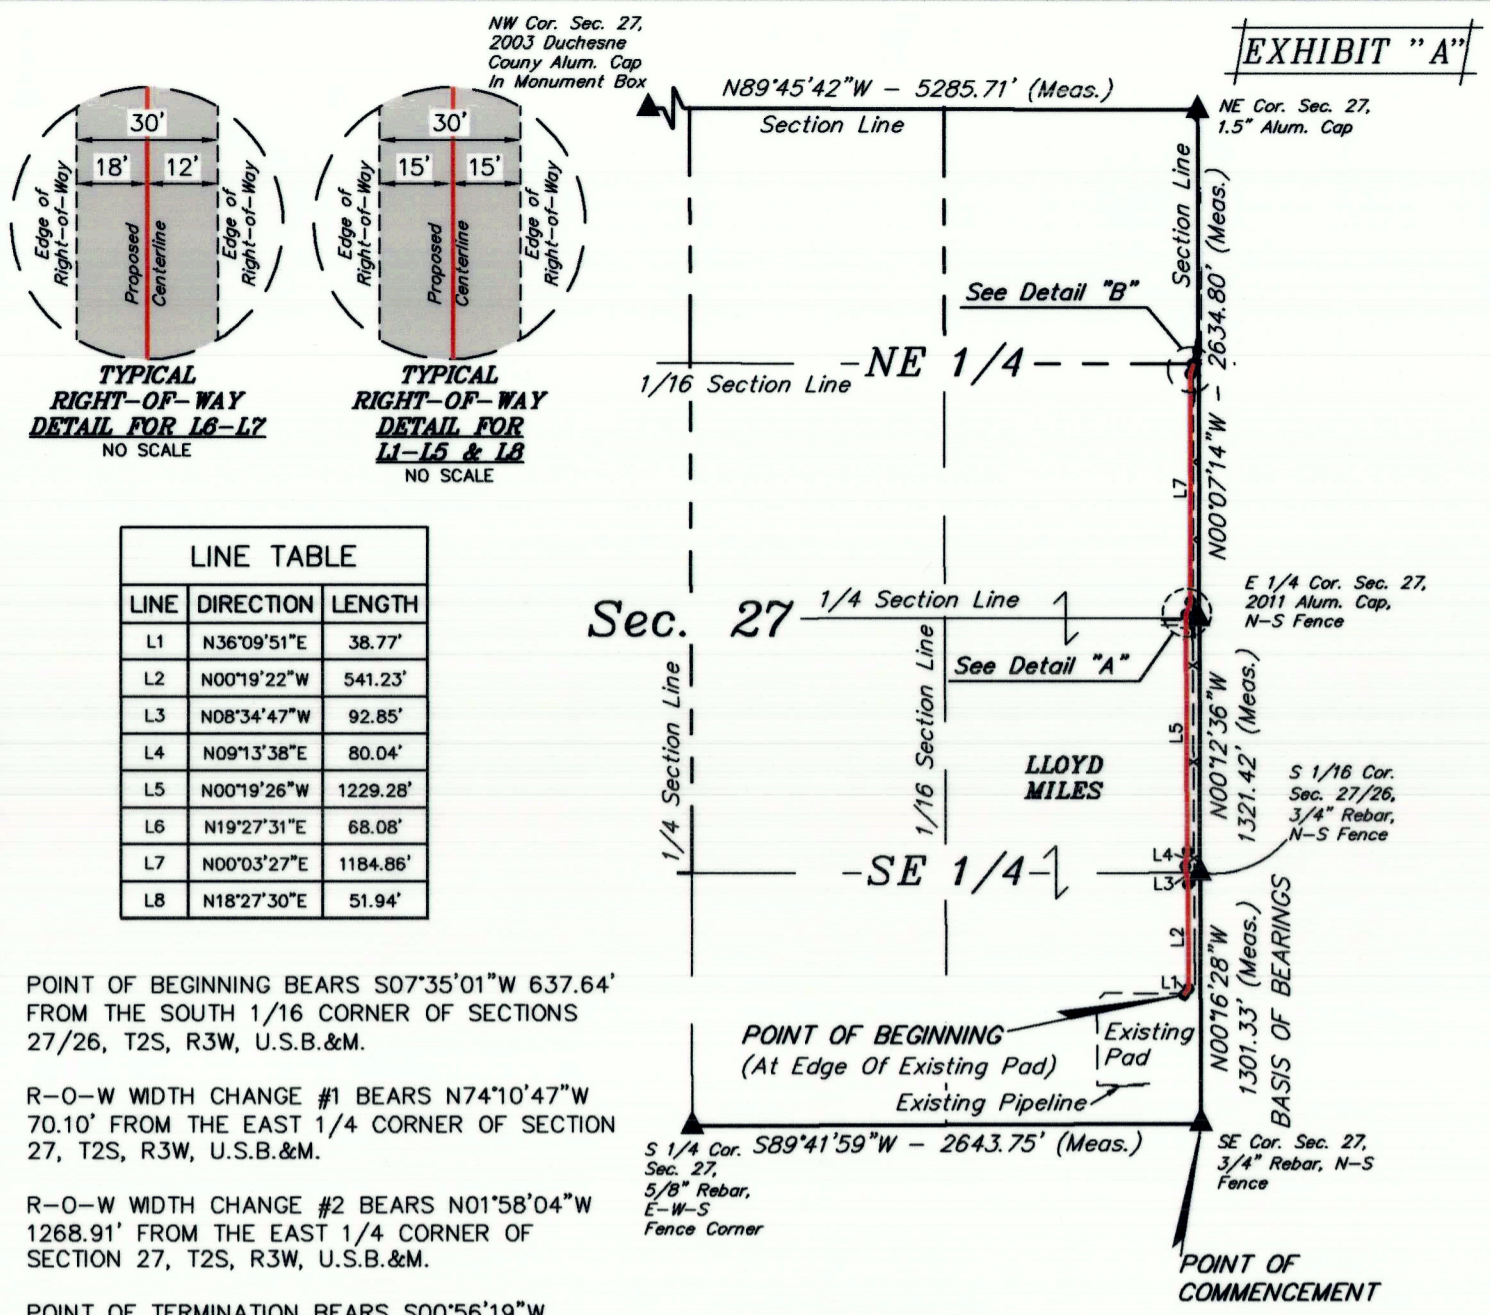 EXHIBIT "A"
NW Cor. Sec. 27,
2003 Duchesne
Couny Alum. Cap
In Monument Box
N89°45'42"W - 5285.71' (Meas.)
Section Line
NE Cor. Sec. 27,
1.5" Alum. Cap
30'
18'
12'
Edge of
Right-of-Way
Proposed
Centerline
Edge of
Right-of-Way
TYPICAL
RIGHT-OF-WAY
DETAIL FOR L6-L7
NO SCALE
30'
15'
15'
Edge of
Right-of-Way
Proposed
Centerline
Edge of
Right-of-Way
TYPICAL
RIGHT-OF-WAY
DETAIL FOR
L1-L5 & L8
NO SCALE
Section Line
N00°07'14"W - 2634.80' (Meas.)
See Detail "B"
NE 1/4
1/16 Section Line
L7
LINE TABLE
LINE DIRECTION LENGTH
L1 N36°09'51"E 38.77'
L2 N00°19'22"W 541.23'
L3 N08°34'47"W 92.85'
L4 N09°13'38"E 80.04'
L5 N00°19'26"W 1229.28'
L6 N19°27'31"E 68.08'
L7 N00°03'27"E 1184.86'
L8 N18°27'30"E 51.94'
E 1/4 Cor. Sec. 27,
2011 Alum. Cap,
N-S Fence
Sec. 27
1/4 Section Line
See Detail "A"
1/4 Section Line
1/16 Section Line
L5
N00°12'36"W
1321.42' (Meas.)
LLOYD
MILES
S 1/16 Cor.
Sec. 27/26,
3/4" Rebar,
N-S Fence
SE 1/4
L4
L3
L2
L1
N00°16'28"W
1301.33' (Meas.)
BASIS OF BEARINGS
POINT OF BEGINNING
(At Edge Of Existing Pad)
Existing
Pad
Existing Pipeline
S89°41'59"W - 2643.75' (Meas.)
S 1/4 Cor.
Sec. 27,
5/8" Rebar,
E-W-S
Fence Corner
SE Cor. Sec. 27,
3/4" Rebar, N-S
Fence
POINT OF
COMMENCEMENT
POINT OF BEGINNING BEARS S07°35'01"W 637.64'
FROM THE SOUTH 1/16 CORNER OF SECTIONS
27/26, T2S, R3W, U.S.B.&M.
R-O-W WIDTH CHANGE #1 BEARS N74°10'47"W
70.10' FROM THE EAST 1/4 CORNER OF SECTION
27, T2S, R3W, U.S.B.&M.
R-O-W WIDTH CHANGE #2 BEARS N01°58'04"W
1268.91' FROM THE EAST 1/4 CORNER OF
SECTION 27, T2S, R3W, U.S.B.&M.
POINT OF TERMINATION BEARS S00°56'19"W